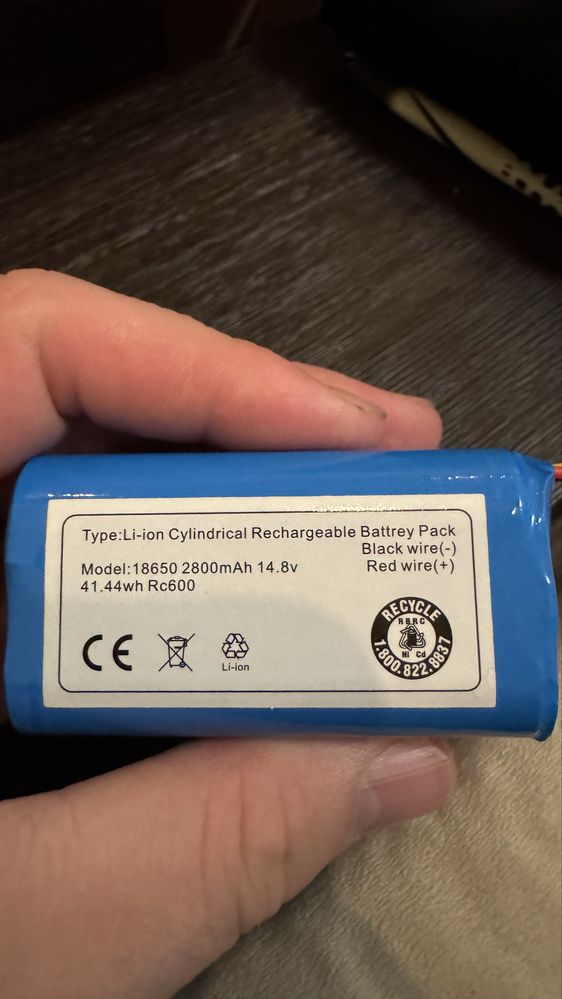 Type:Li-ion Cylindrical Rechargeable Battrey Pack
Black wire(-)
Model:18650 2800mAh 14.8v
Red wire(+)
41.44wh Rc600
CE
Li-ion
RECYCLE
RBRC
Ni Cd
1.800.822.8837